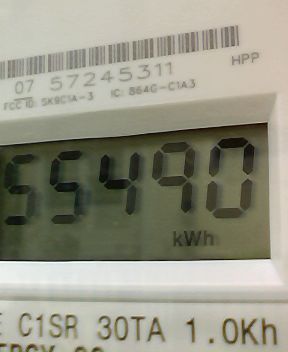 HPP
07 57245311
FCC ID: SK9C1A-3 IC: 864G-C1A3
55490
kWh
C1SR 30TA 1.0Kh